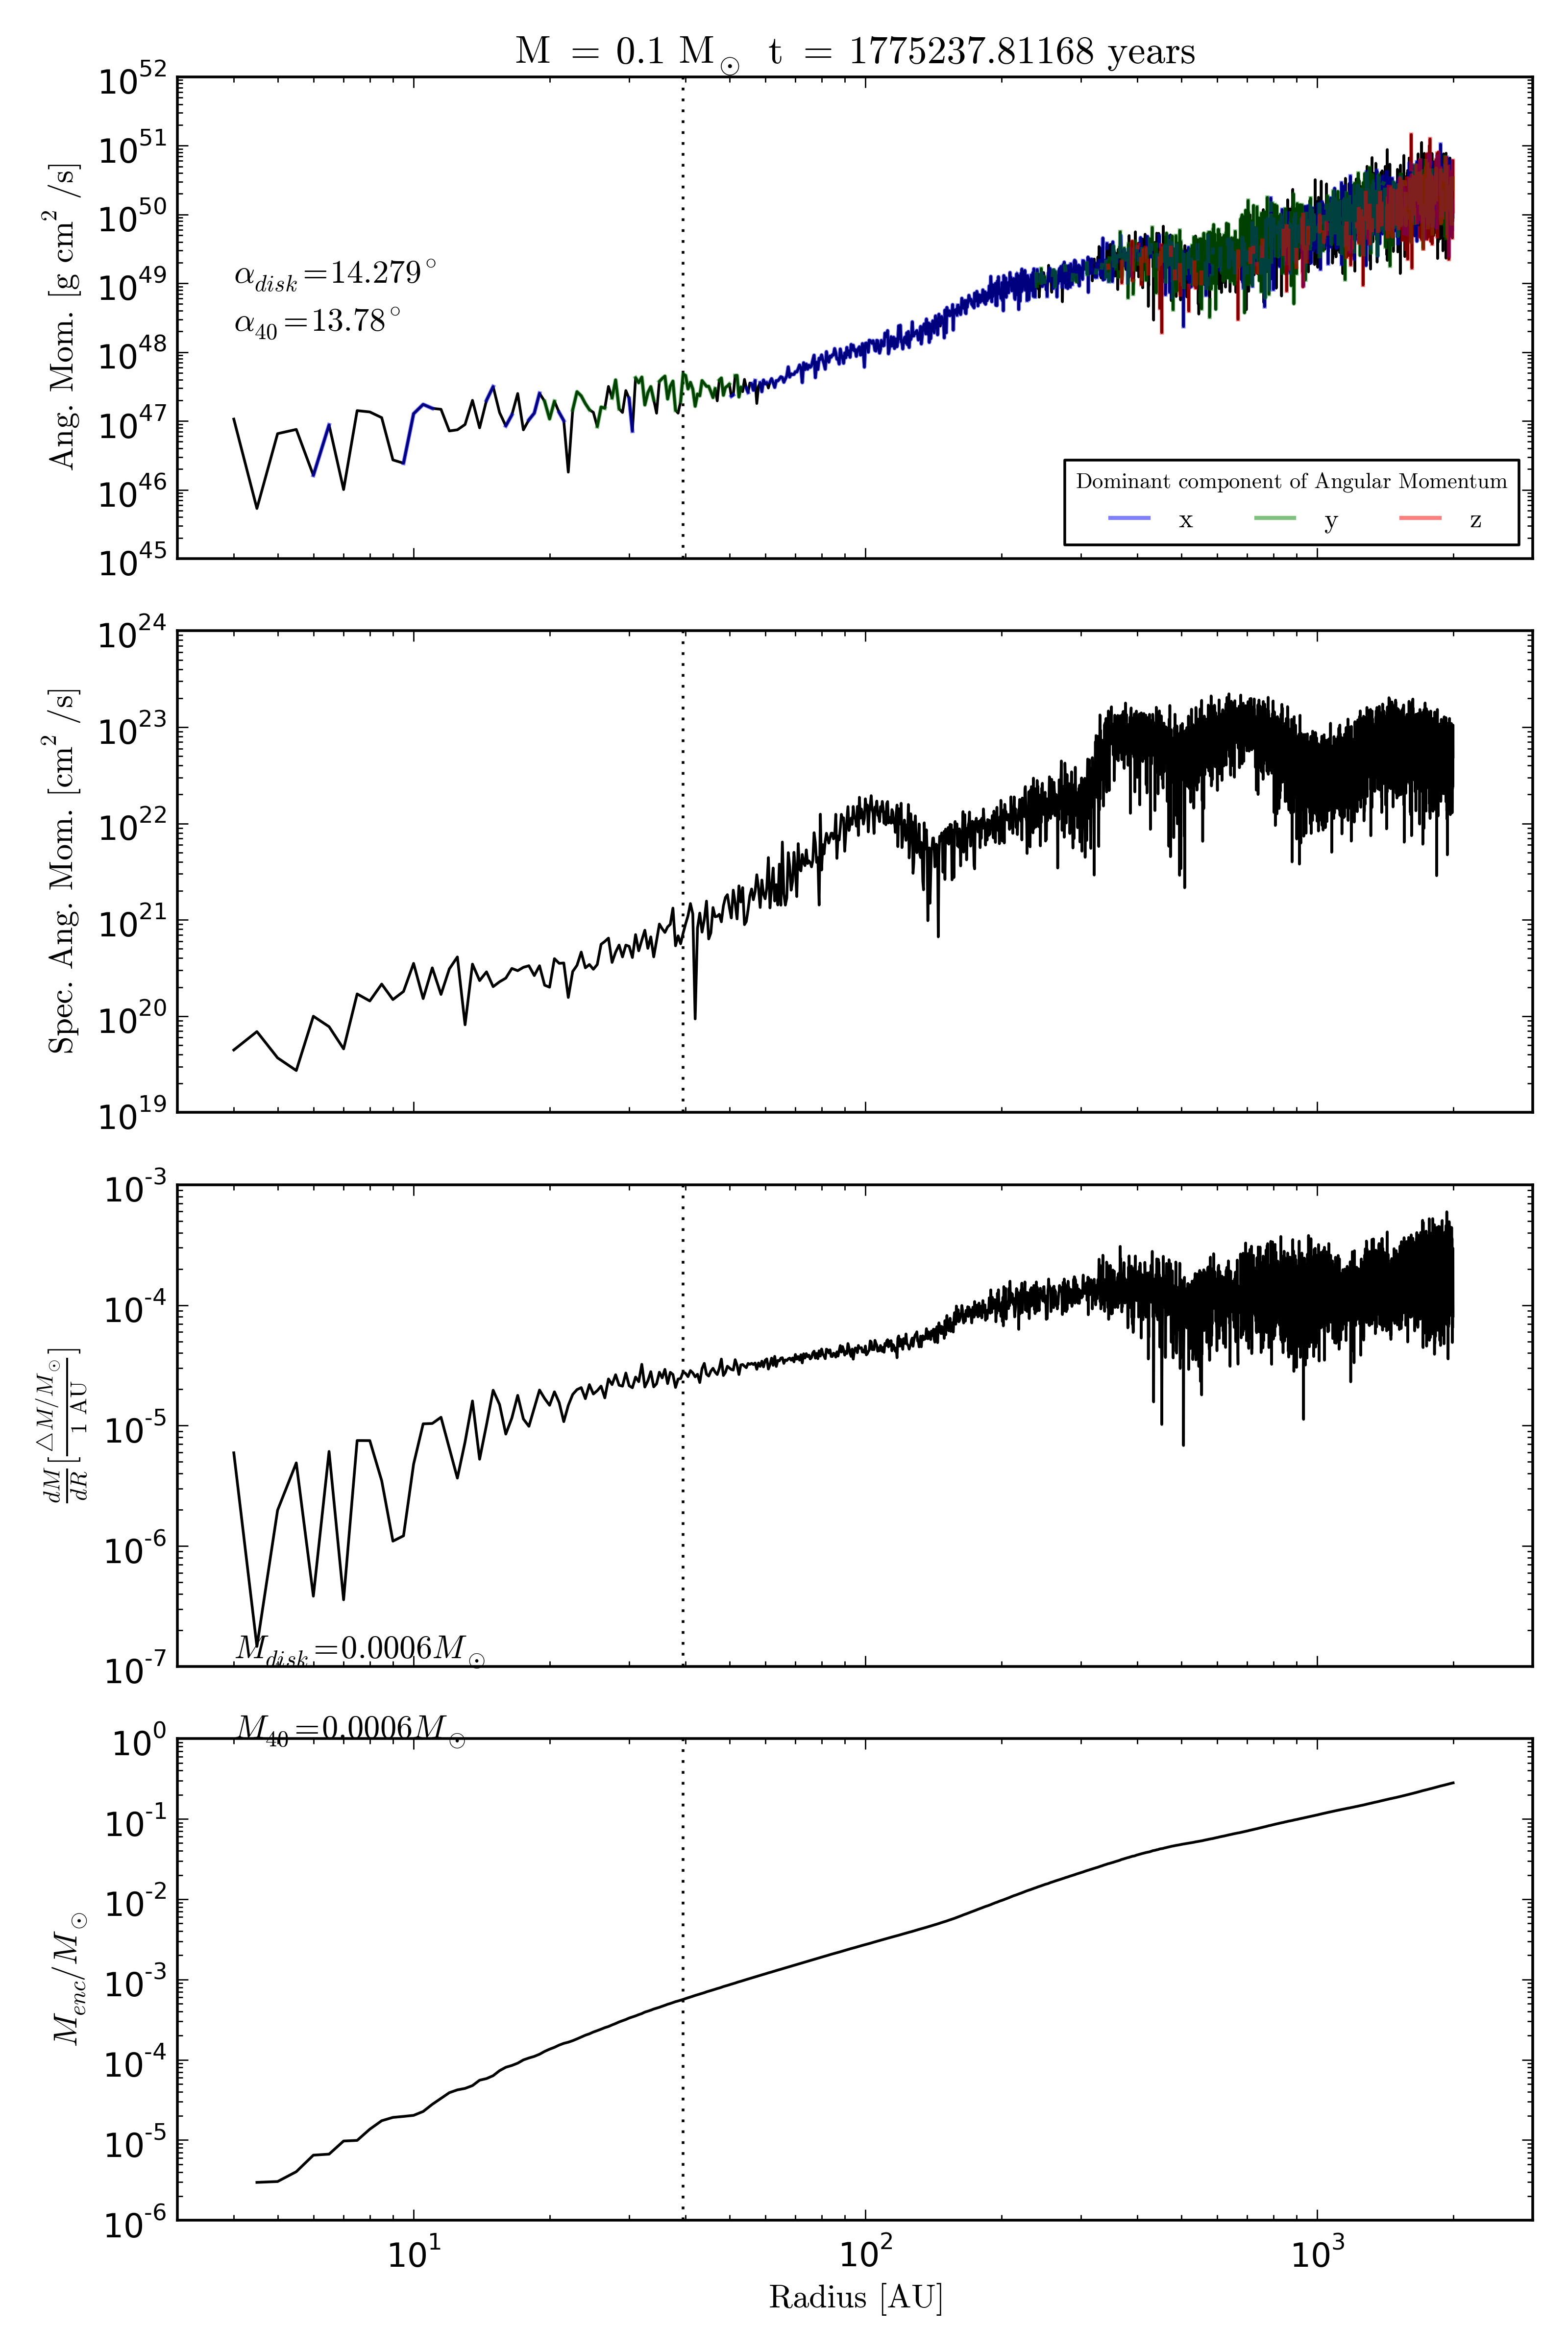 M = 0.1 M⊙ t = 1775237.81168 years
10^52
10^51
10^50
10^49
10^48
10^47
10^46
10^45
Ang. Mom. [g cm^2 /s]
α_disk=14.279°
α_40=13.78°
Dominant component of Angular Momentum
x y z
10^24
10^23
10^22
10^21
10^20
10^19
Spec. Ang. Mom. [cm^2 /s]
10^-3
10^-4
10^-5
10^-6
10^-7
dM/dR [△M/M⊙ / 1 AU]
M_disk=0.0006M⊙
M_40=0.0006M⊙
10^0
10^-1
10^-2
10^-3
10^-4
10^-5
10^-6
M_enc/M⊙
10^1 10^2 10^3
Radius [AU]